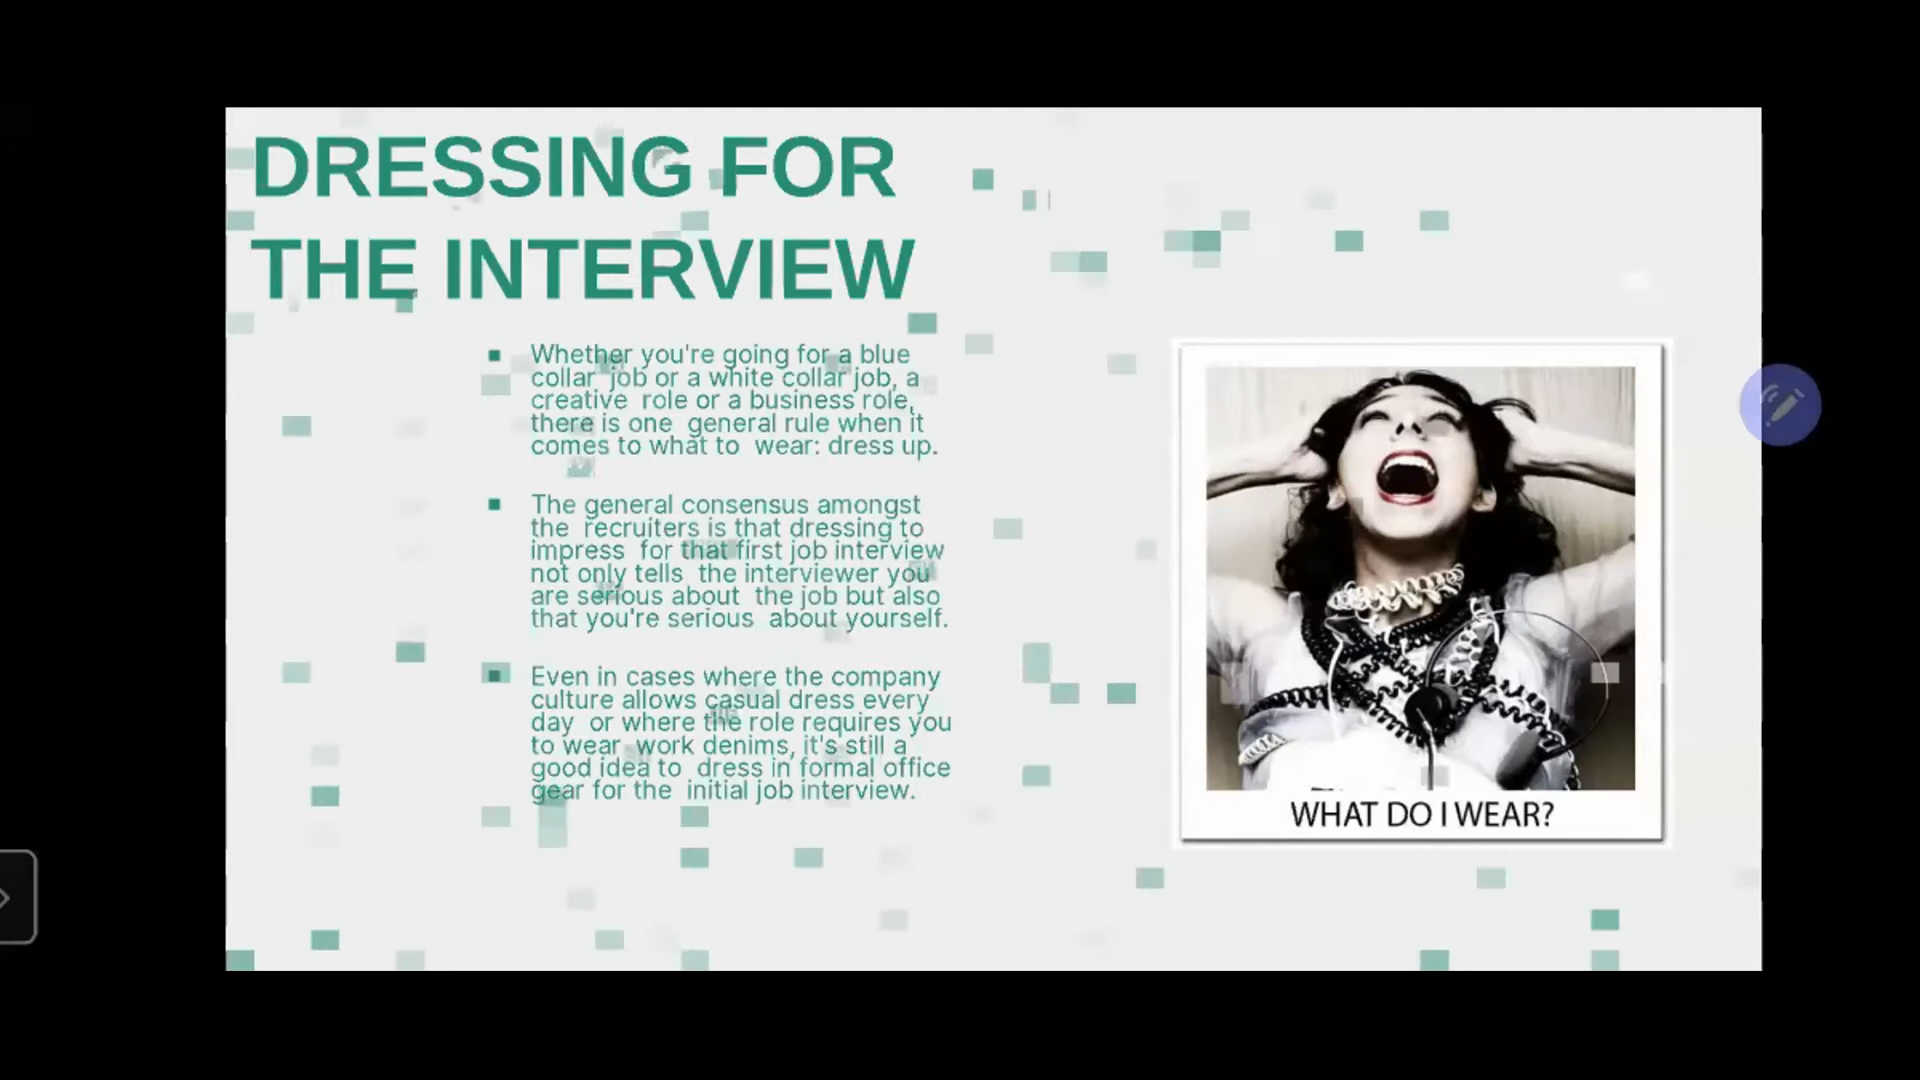 DRESSING FOR
THE INTERVIEW
Whether you're going for a blue
collar job or a white collar job, a
creative role or a business role,
there is one general rule when it
comes to what to wear: dress up.
The general consensus amongst
the recruiters is that dressing to
impress for that first job interview
not only tells the interviewer you
are serious about the job but also
that you're serious about yourself.
Even in cases where the company
culture allows casual dress every
day or where the role requires you
to wear work denims, it's still a
good idea to dress in formal office
gear for the initial job interview.
WHAT DO I WEAR?